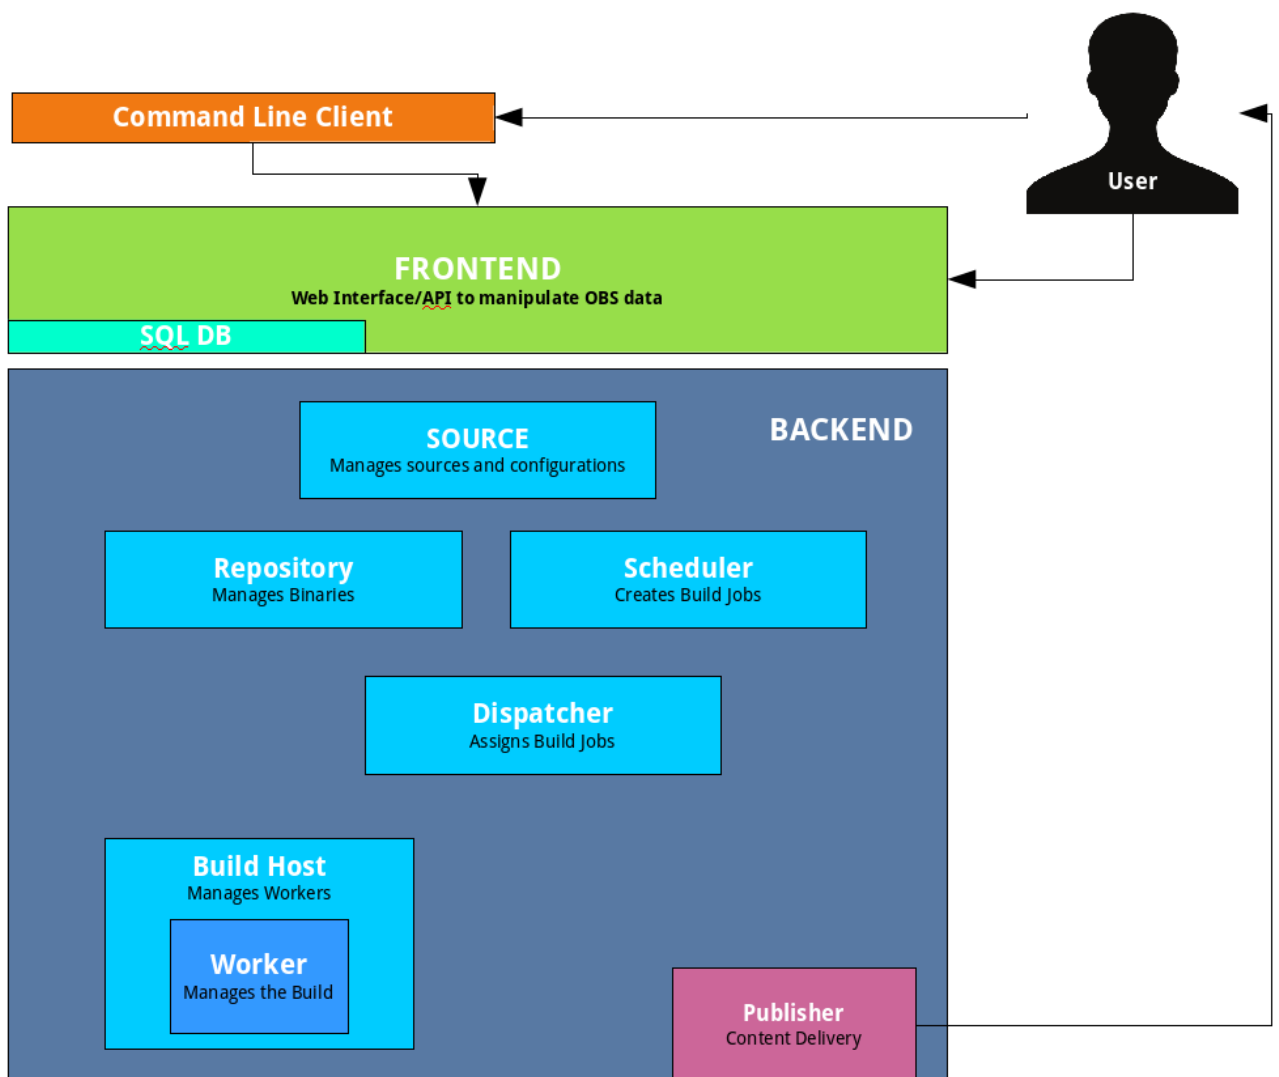 Command Line Client
User
FRONTEND
Web Interface/API to manipulate OBS data
SQL DB
BACKEND
SOURCE
Manages sources and configurations
Repository
Manages Binaries
Scheduler
Creates Build Jobs
Dispatcher
Assigns Build Jobs
Build Host
Manages Workers
Worker
Manages the Build
Publisher
Content Delivery